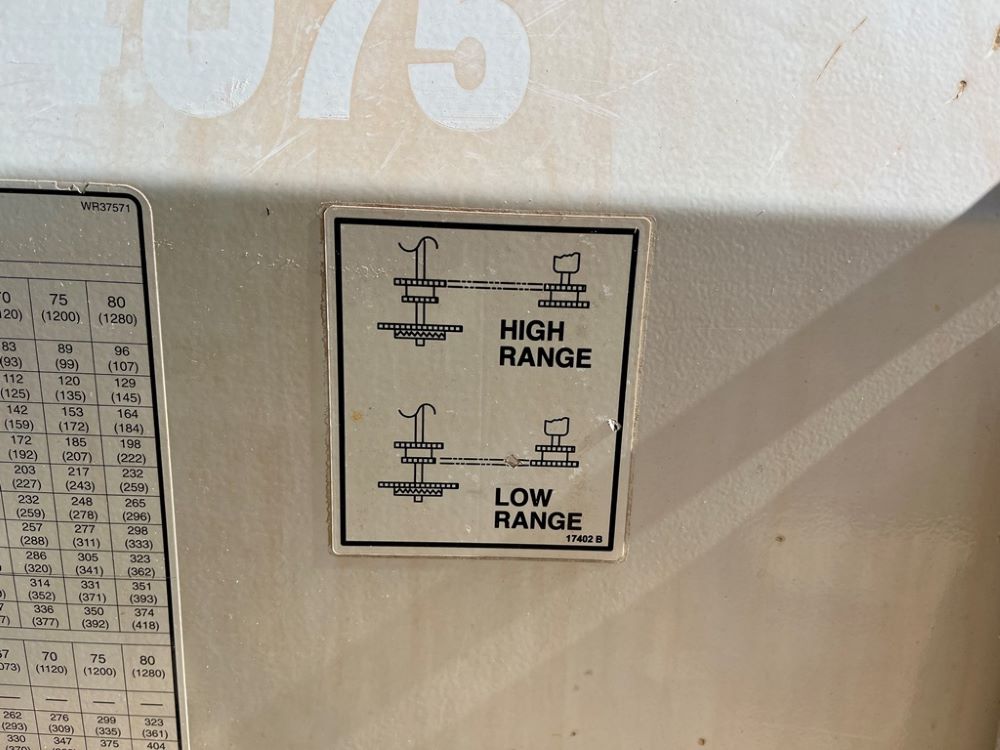 4075
WR37571
75 80
(1200) (1280)
83 89 96
(93) (99) (107)
112 120 129
(125) (135) (145)
142 153 164
(159) (172) (184)
172 185 198
(192) (207) (222)
203 217 232
(227) (243) (259)
232 248 265
(259) (278) (296)
257 277 298
(288) (311) (333)
286 305 323
(320) (341) (362)
314 331 351
(352) (371) (393)
336 350 374
(377) (392) (418)
70 75 80
(1120) (1200) (1280)
— — —
262 276 299 323
(293) (309) (335) (361)
330 347 375 404
HIGH
RANGE
LOW
RANGE
17402 B